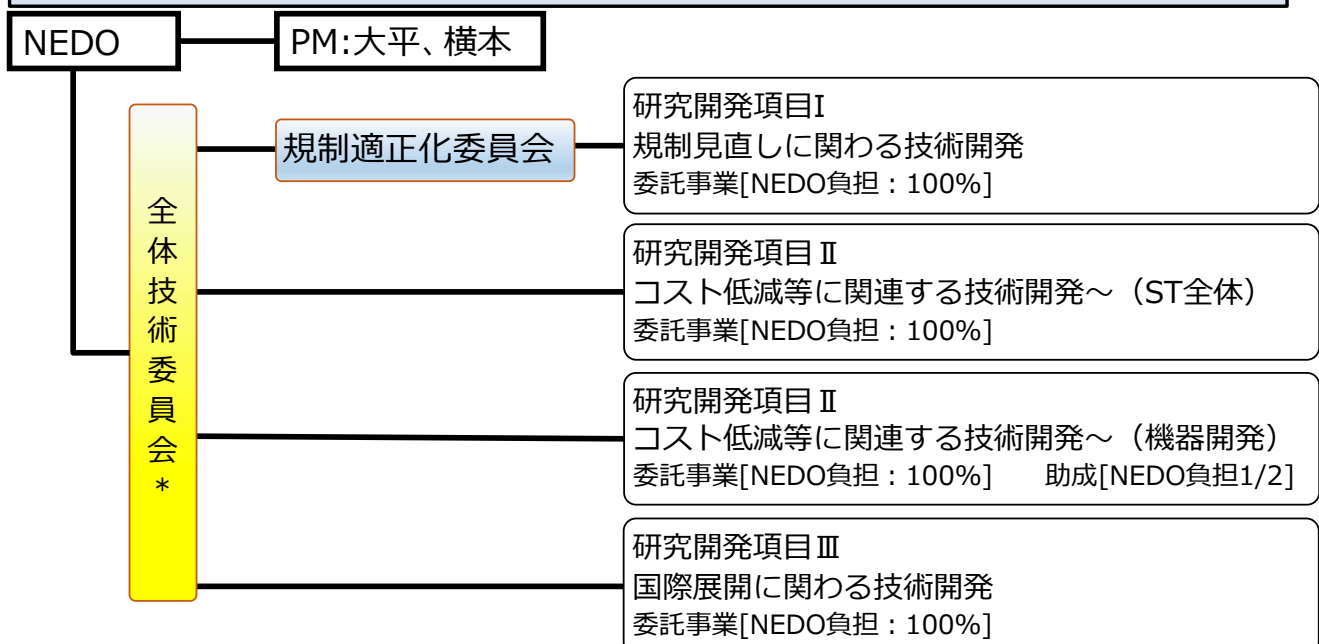 NEDO
PM:大平、横本
全体技術委員会*
規制適正化委員会
研究開発項目I
規制見直しに関わる技術開発
委託事業[NEDO負担：100%]
研究開発項目Ⅱ
コスト低減等に関連する技術開発～（ST全体）
委託事業[NEDO負担：100%]
研究開発項目Ⅱ
コスト低減等に関連する技術開発～（機器開発）
委託事業[NEDO負担：100%]　助成[NEDO負担1/2]
研究開発項目Ⅲ
国際展開に関わる技術開発
委託事業[NEDO負担：100%]